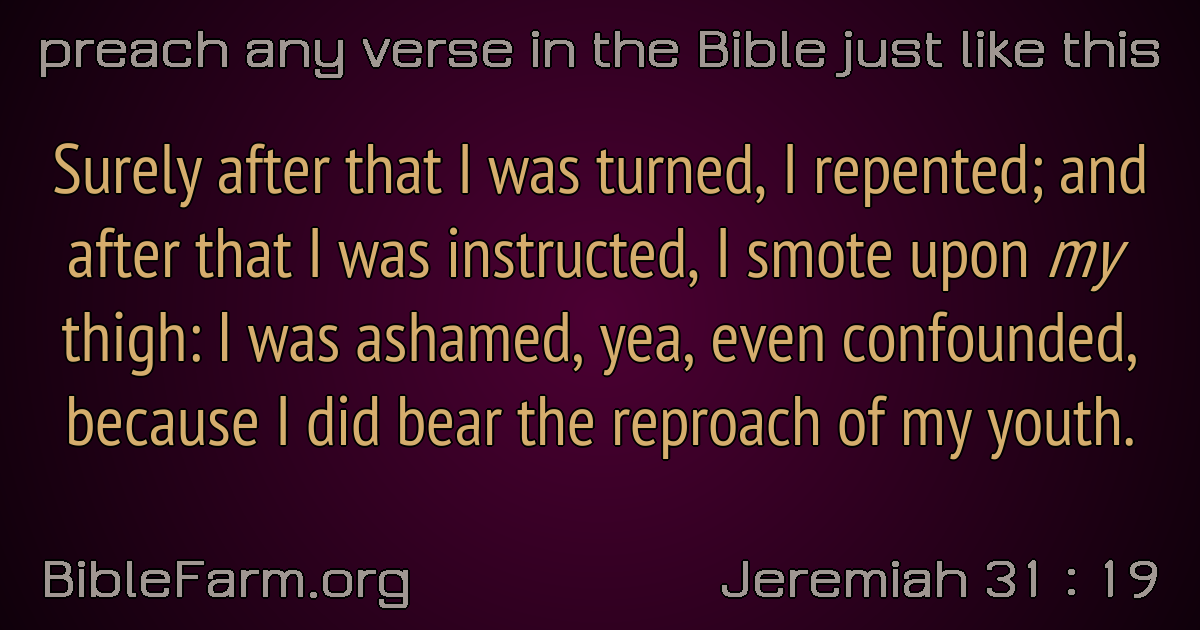 preach any verse in the Bible just like this
Surely after that I was turned, I repented; and
after that I was instructed, I smote upon my
thigh: I was ashamed, yea, even confounded,
because I did bear the reproach of my youth.
BibleFarm.org
Jeremiah 31 : 19